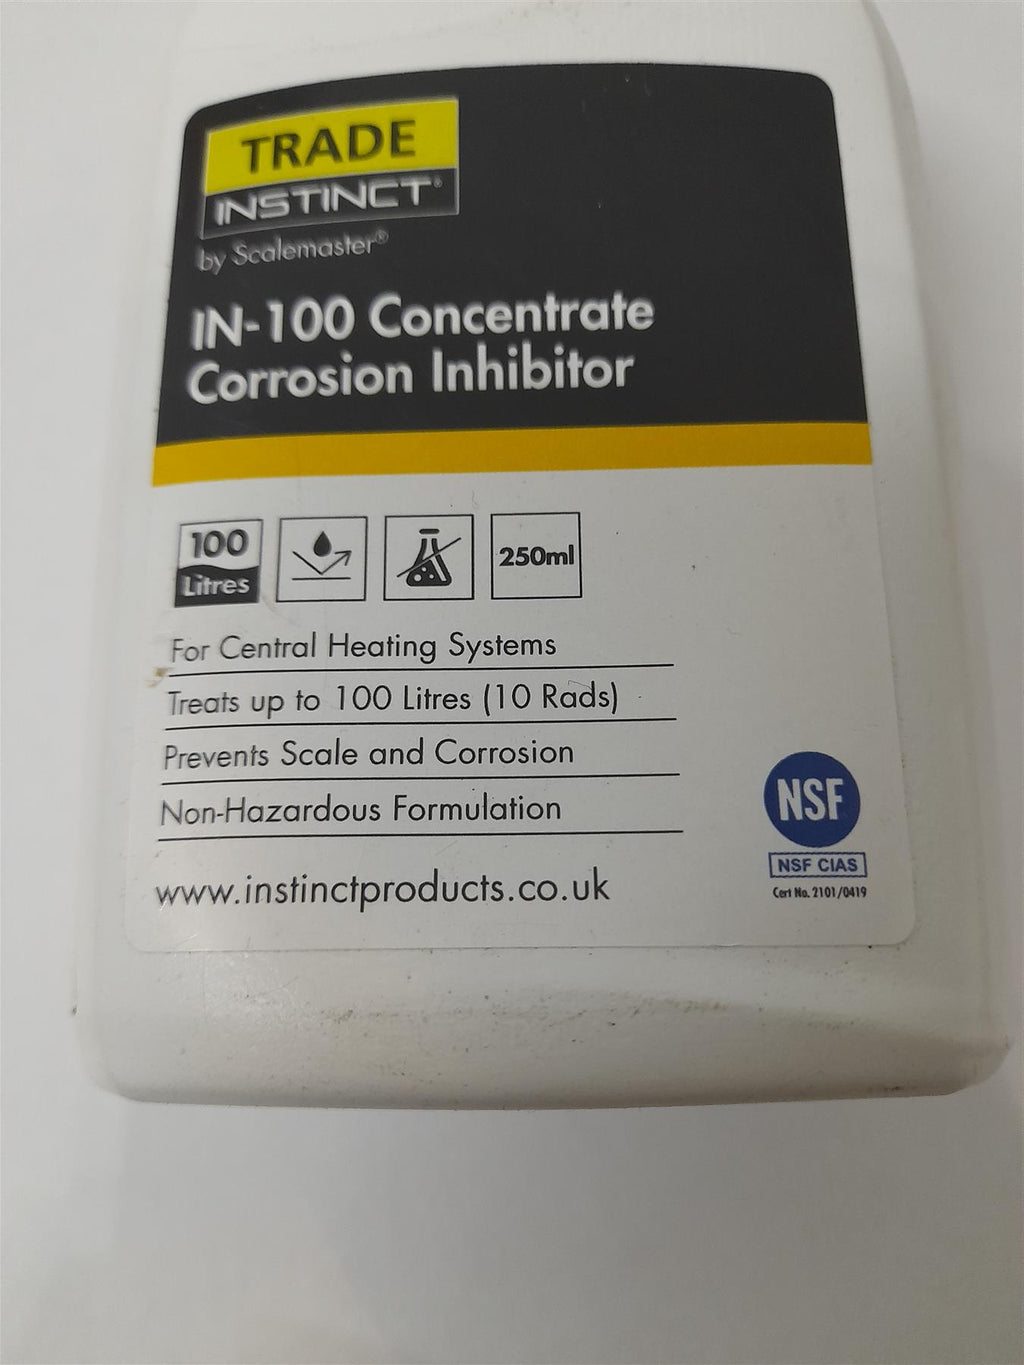 TRADE
INSTINCT®
by Scalemaster®
IN-100 Concentrate
Corrosion Inhibitor
100
Litres
250ml
For Central Heating Systems
Treats up to 100 Litres (10 Rads)
Prevents Scale and Corrosion
Non-Hazardous Formulation
www.instinctproducts.co.uk
NSF
NSF CIAS
Cert No. 2101/0419